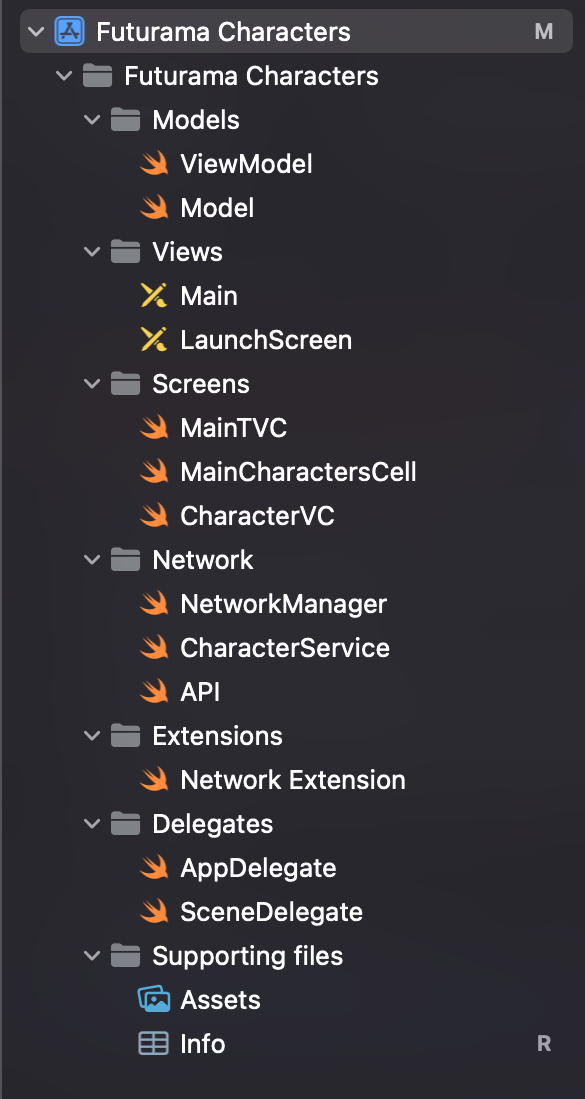 Futurama Characters M
Futurama Characters
Models
ViewModel
Model
Views
Main
LaunchScreen
Screens
MainTVC
MainCharactersCell
CharacterVC
Network
NetworkManager
CharacterService
API
Extensions
Network Extension
Delegates
AppDelegate
SceneDelegate
Supporting files
Assets
Info R